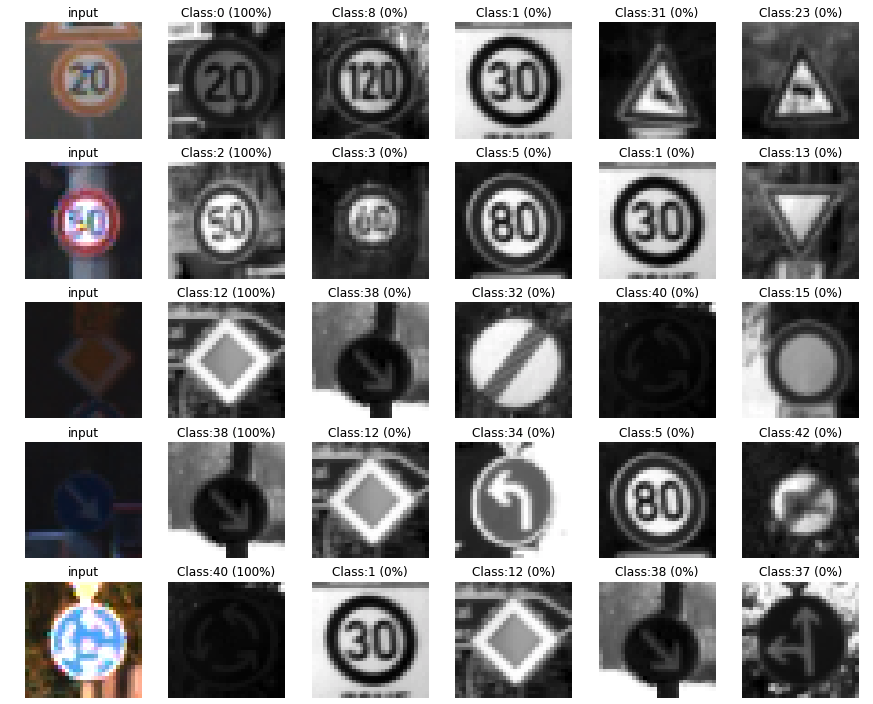 input Class:0 (100%) Class:8 (0%) Class:1 (0%) Class:31 (0%) Class:23 (0%)
20 20 120 30
input Class:2 (100%) Class:3 (0%) Class:5 (0%) Class:1 (0%) Class:13 (0%)
50 50 60 80 30
input Class:12 (100%) Class:38 (0%) Class:32 (0%) Class:40 (0%) Class:15 (0%)
input Class:38 (100%) Class:12 (0%) Class:34 (0%) Class:5 (0%) Class:42 (0%)
80
input Class:40 (100%) Class:1 (0%) Class:12 (0%) Class:38 (0%) Class:37 (0%)
30